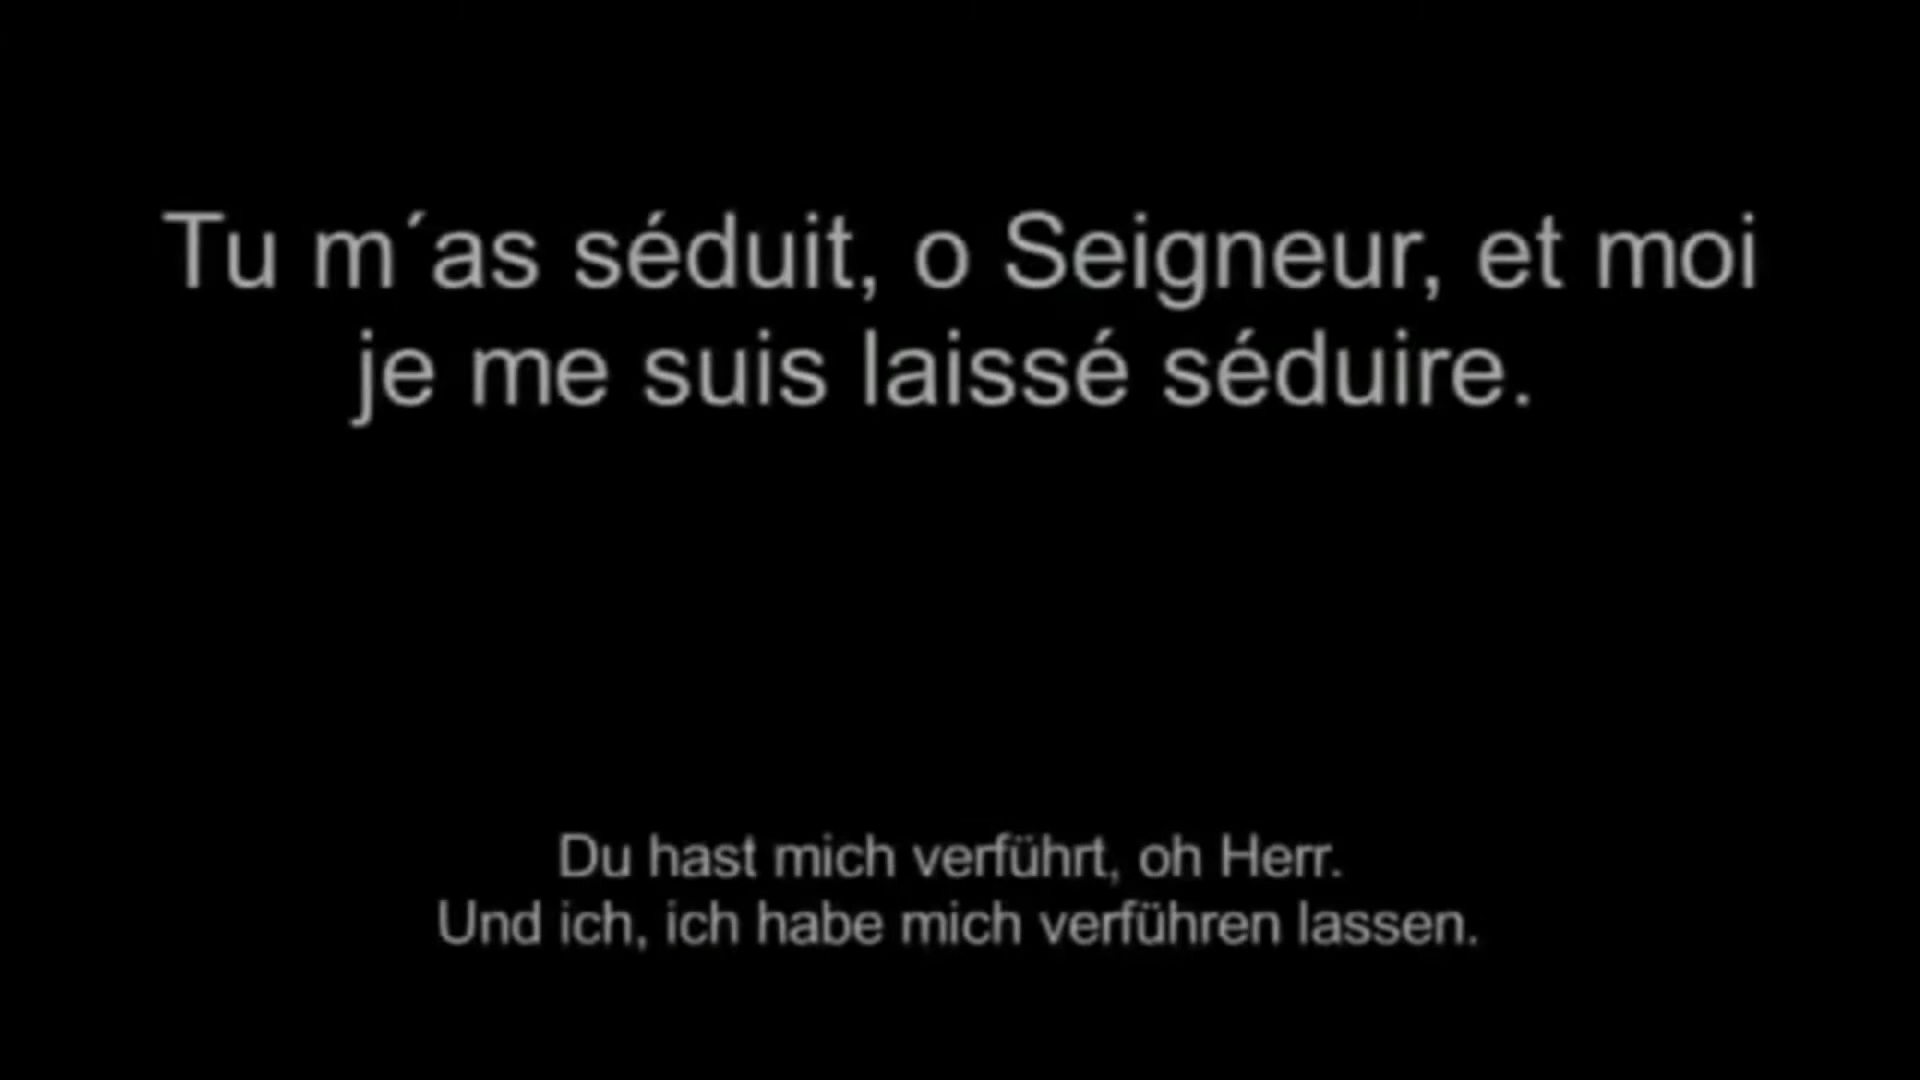 Tu m´as séduit, o Seigneur, et moi
je me suis laissé séduire.
Du hast mich verführt, oh Herr.
Und ich, ich habe mich verführen lassen.